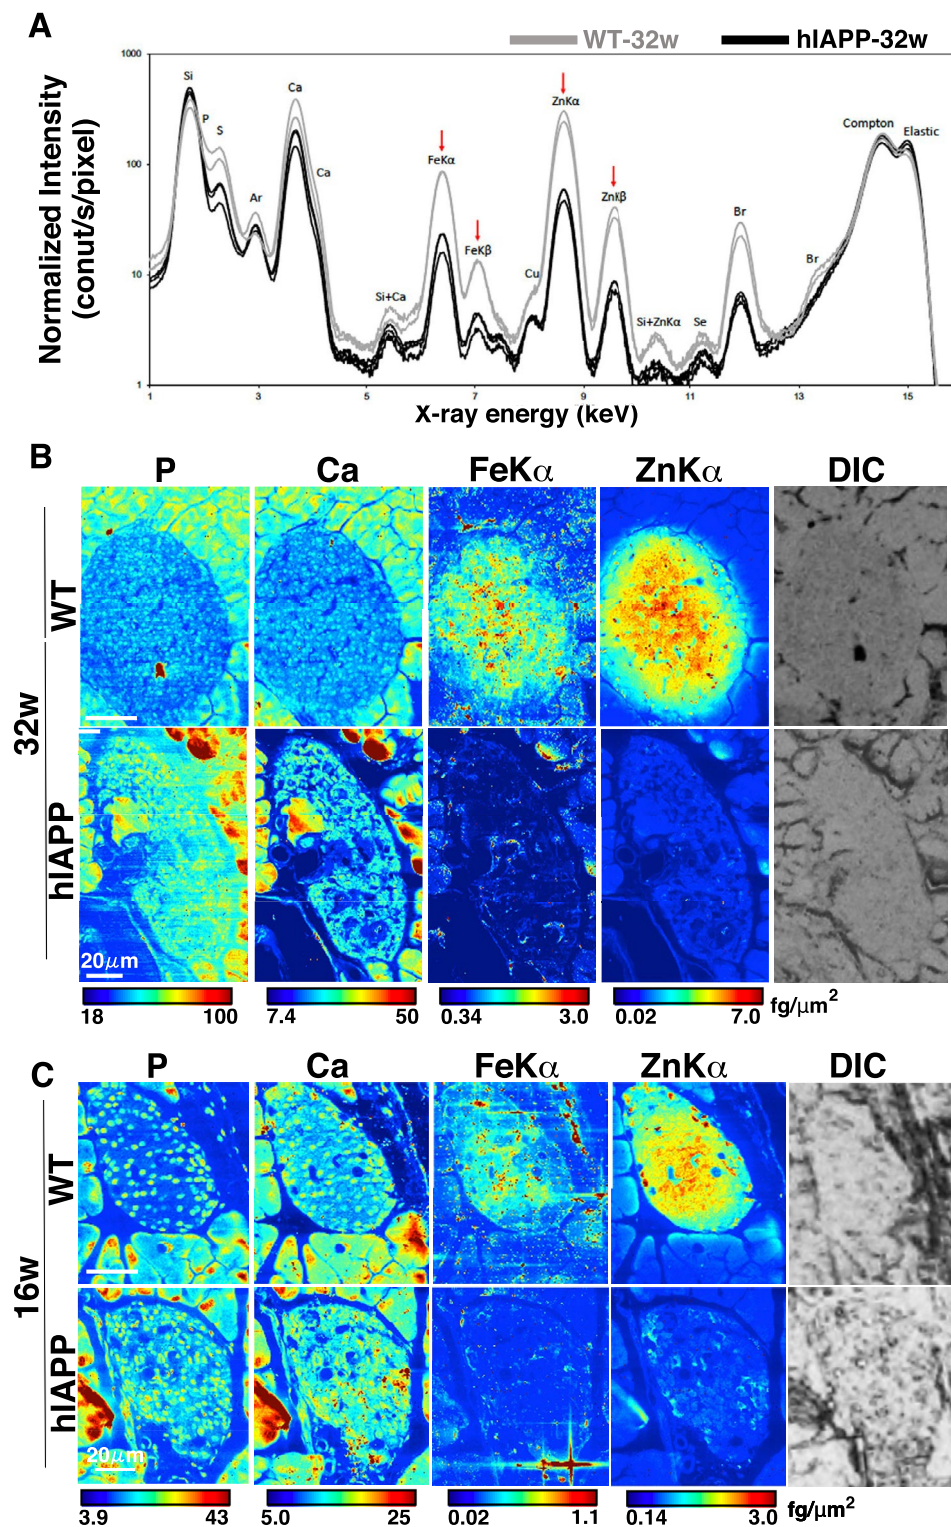 A
WT-32w hIAPP-32w
Normalized Intensity
(conut/s/pixel)
1000
100
10
1
Si
P
S
Ar
Ca
Ca
Si+Ca
FeKα
FeKβ
Cu
ZnKα
ZnKβ
Si+ZnKα
Se
Br
Br
Compton
Elastic
1 3 5 7 9 11 13 15
X-ray energy (keV)
B
P Ca FeKα ZnKα DIC
32w
WT
hIAPP
20μm
18 100 7.4 50 0.34 3.0 0.02 7.0 fg/μm²
C
P Ca FeKα ZnKα DIC
16w
WT
hIAPP
20μm
3.9 43 5.0 25 0.02 1.1 0.14 3.0 fg/μm²